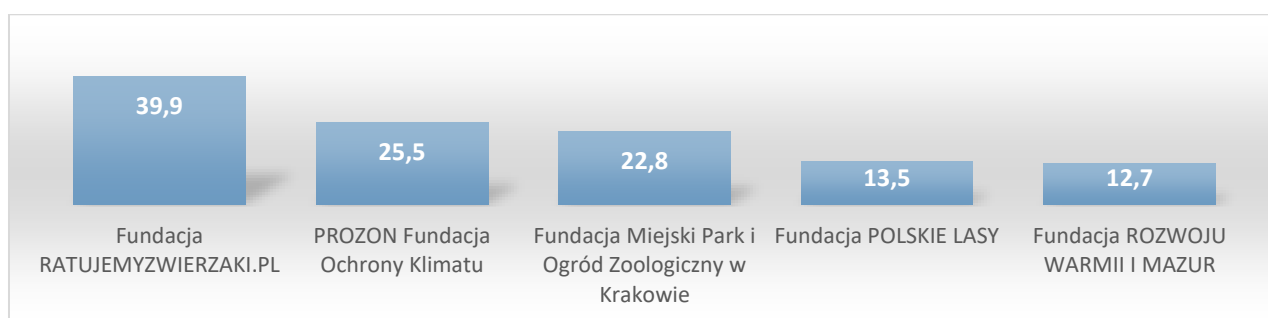 39,9
25,5
22,8
13,5
12,7
Fundacja
RATUJEMYZWIERZAKI.PL
PROZON Fundacja
Ochrony Klimatu
Fundacja Miejski Park i
Ogród Zoologiczny w
Krakowie
Fundacja POLSKIE LASY
Fundacja ROZWOJU
WARMII I MAZUR